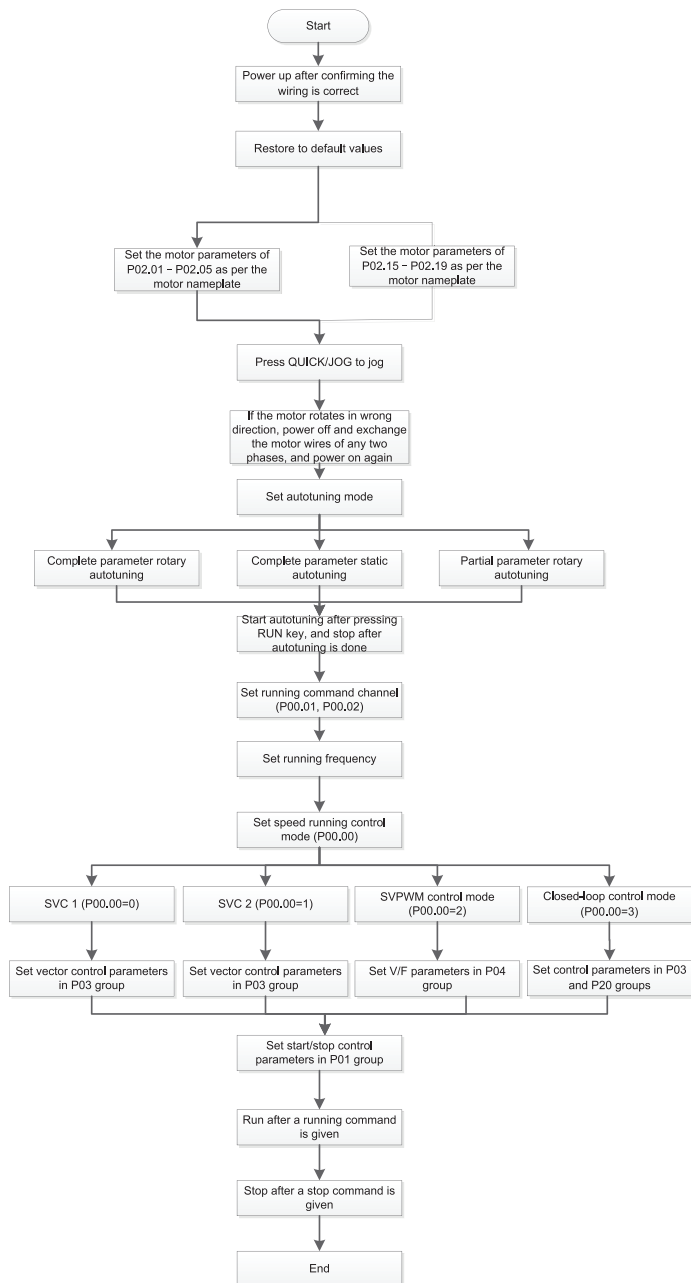 Start
Power up after confirming the
wiring is correct
Restore to default values
Set the motor parameters of
P02.01 – P02.05 as per the
motor nameplate
Set the motor parameters of
P02.15 – P02.19 as per the
motor nameplate
Press QUICK/JOG to jog
If the motor rotates in wrong
direction, power off and exchange
the motor wires of any two
phases, and power on again
Set autotuning mode
Complete parameter rotary
autotuning
Complete parameter static
autotuning
Partial parameter rotary
autotuning
Start autotuning after pressing
RUN key, and stop after
autotuning is done
Set running command channel
(P00.01, P00.02)
Set running frequency
Set speed running control
mode (P00.00)
SVC 1 (P00.00=0)
SVC 2 (P00.00=1)
SVPWM control mode
(P00.00=2)
Closed-loop control mode
(P00.00=3)
Set vector control parameters
in P03 group
Set vector control parameters
in P03 group
Set V/F parameters in P04
group
Set control parameters in P03
and P20 groups
Set start/stop control
parameters in P01 group
Run after a running command
is given
Stop after a stop command is
given
End